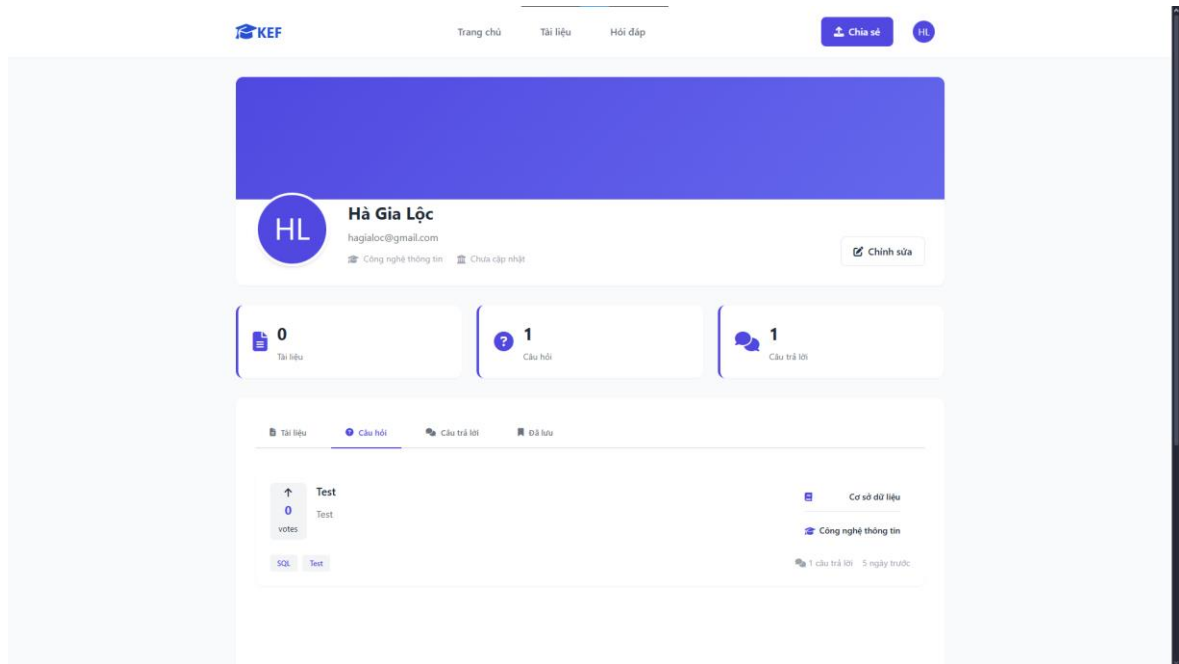 KEF
Trang chủ Tài liệu Hỏi đáp
Chia sẻ HL
HL
Hà Gia Lộc
hagialoc@gmail.com
Công nghệ thông tin Chưa cập nhật
Chỉnh sửa
0
Tài liệu
1
Câu hỏi
1
Câu trả lời
Tài liệu Câu hỏi Câu trả lời Đã lưu
0
votes
Test
Test
SQL Test
Cơ sở dữ liệu
Công nghệ thông tin
1 câu trả lời 5 ngày trước